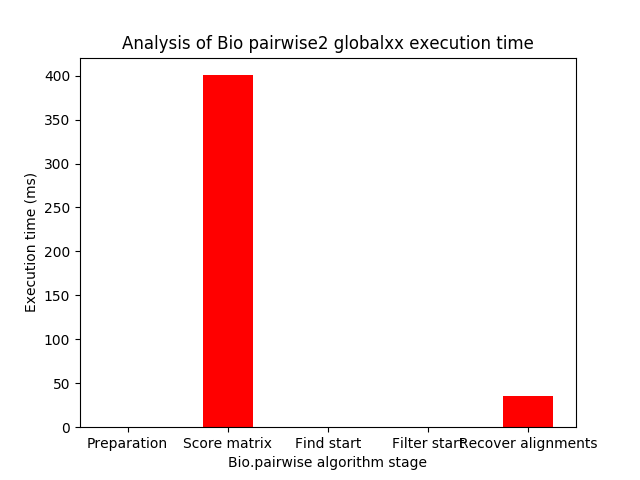 Analysis of Bio pairwise2 globalxx execution time
400
350
300
250
200
150
100
50
0
Execution time (ms)
Preparation Score matrix Find start Filter start Recover alignments
Bio.pairwise algorithm stage